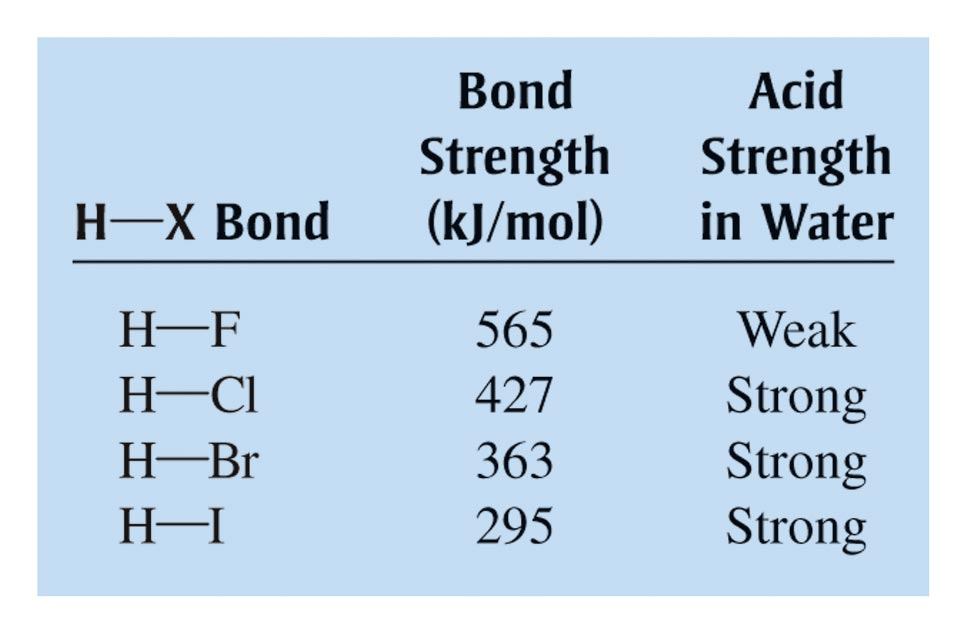 H—X Bond Bond Strength (kJ/mol) Acid Strength in Water
H—F 565 Weak
H—Cl 427 Strong
H—Br 363 Strong
H—I 295 Strong